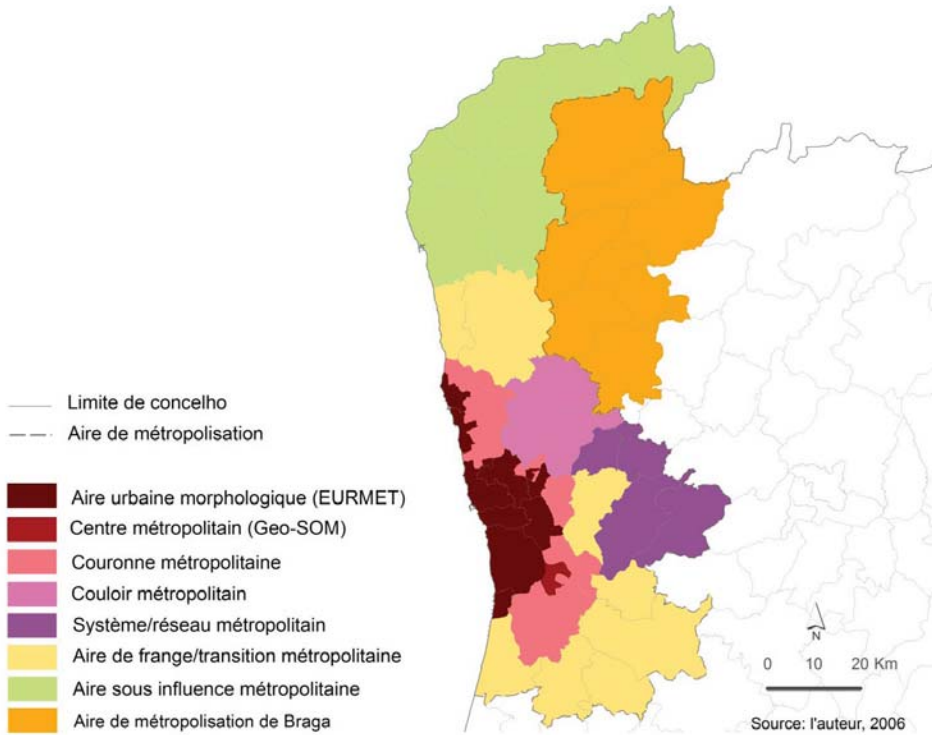 Limite de concelho
Aire de métropolisation
Aire urbaine morphologique (EURMET)
Centre métropolitain (Geo-SOM)
Couronne métropolitaine
Couloir métropolitain
Système/réseau métropolitain
Aire de frange/transition métropolitaine
Aire sous influence métropolitaine
Aire de métropolisation de Braga
N
0 10 20 Km
Source: l'auteur, 2006